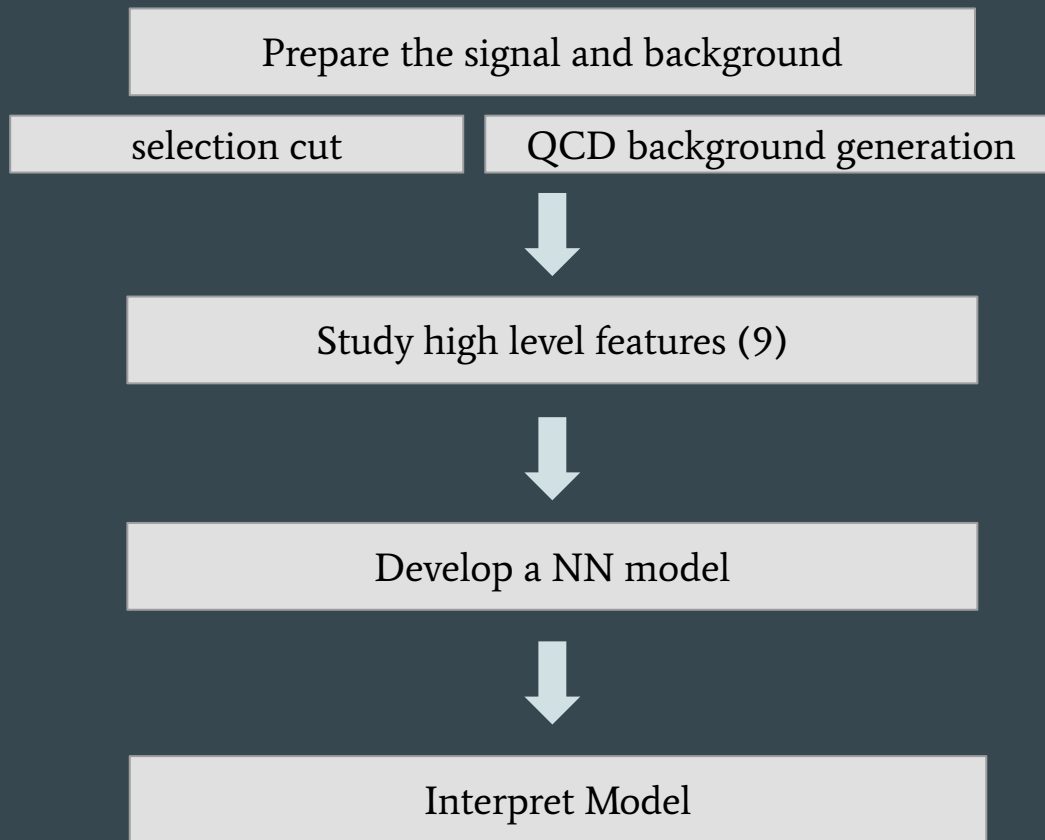 Prepare the signal and background
selection cut
QCD background generation
Study high level features (9)
Develop a NN model
Interpret Model